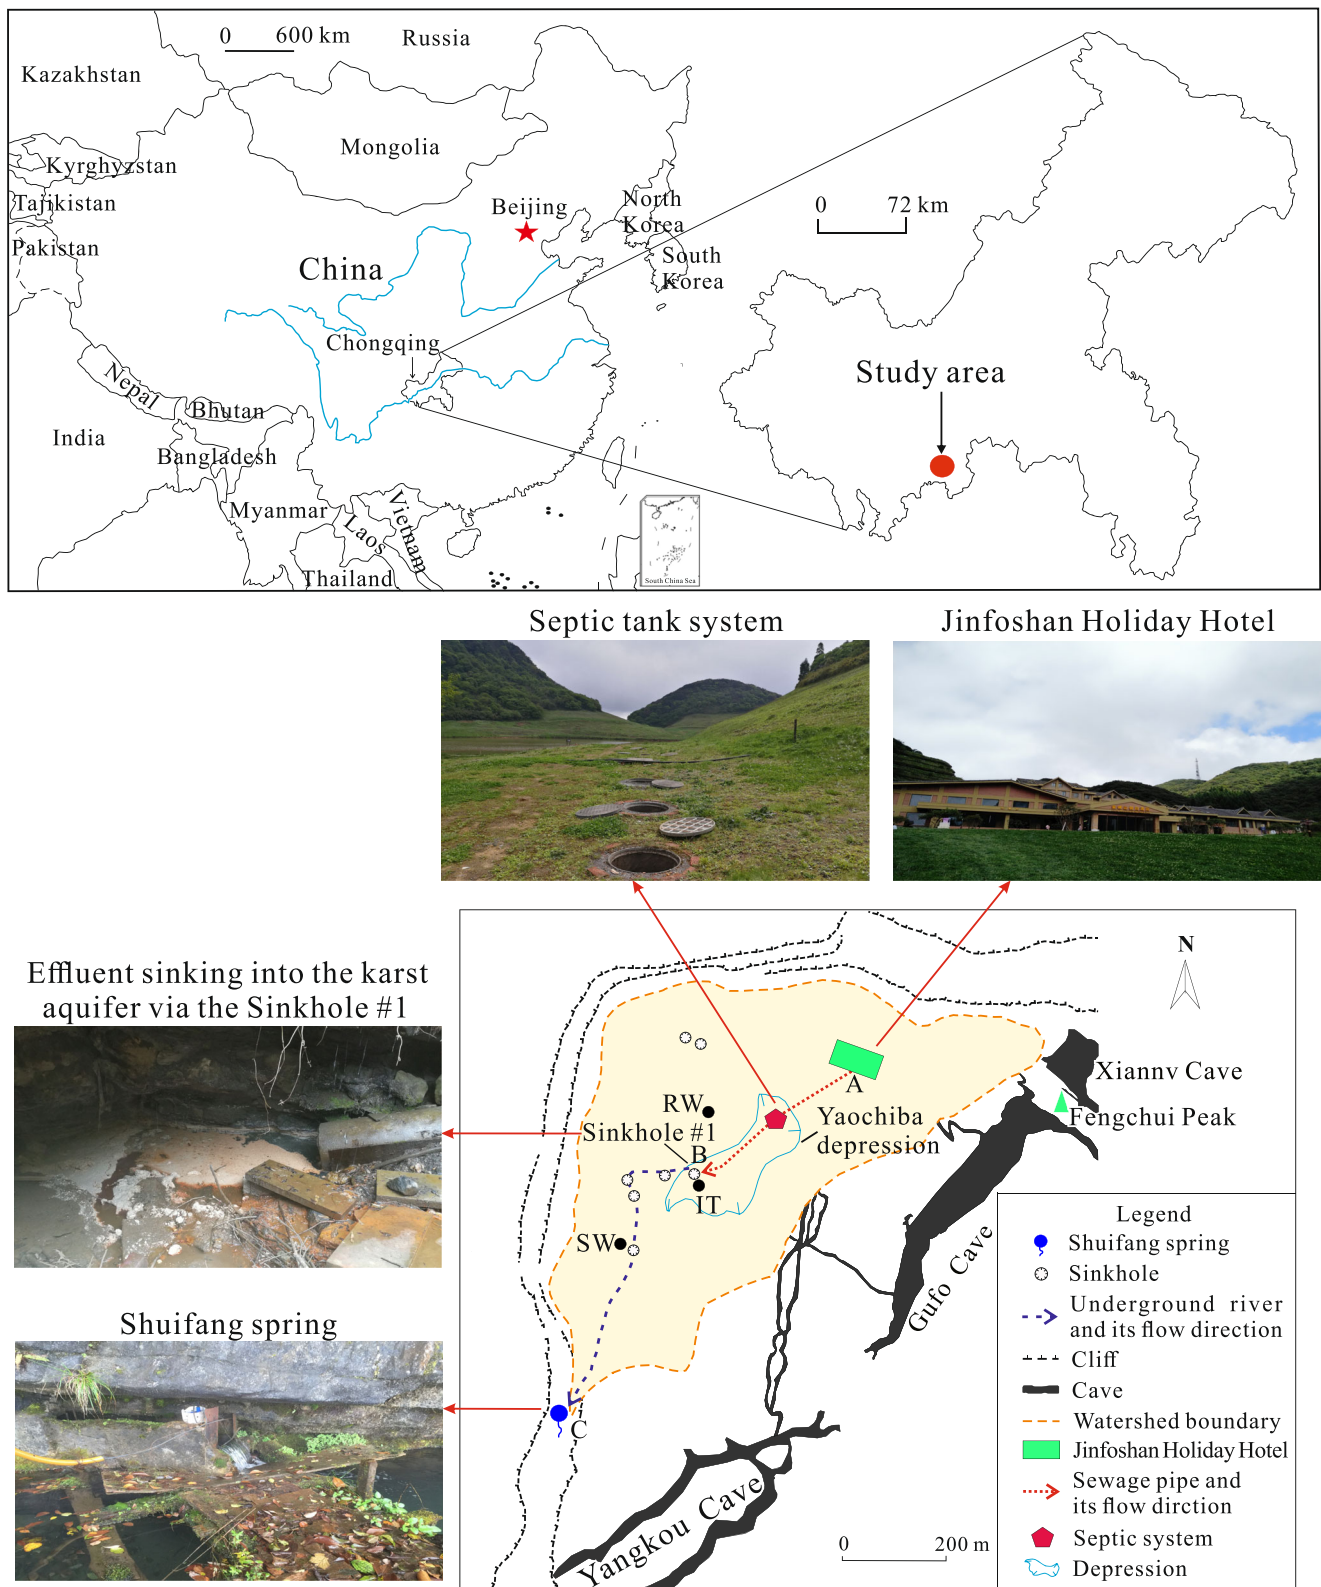 0 600 km
Russia
Kazakhstan
Mongolia
Kyrghyzstan
Tajikistan
Pakistan
Beijing
North
Korea
South
Korea
China
Chongqing
Nepal
Bhutan
India
Bangladesh
Myanmar
Laos
Vietnam
Thailand
South China Sea
0 72 km
Study area
Septic tank system
Jinfoshan Holiday Hotel
Effluent sinking into the karst
aquifer via the Sinkhole #1
Shuifang spring
N
A
Xiannv Cave
Fengchui Peak
RW
Sinkhole #1
B
Yaochiba
depression
IT
SW
Gufo Cave
C
Yangkou Cave
0 200 m
Legend
Shuifang spring
Sinkhole
Underground river
and its flow direction
Cliff
Cave
Watershed boundary
Jinfoshan Holiday Hotel
Sewage pipe and
its flow dirction
Septic system
Depression